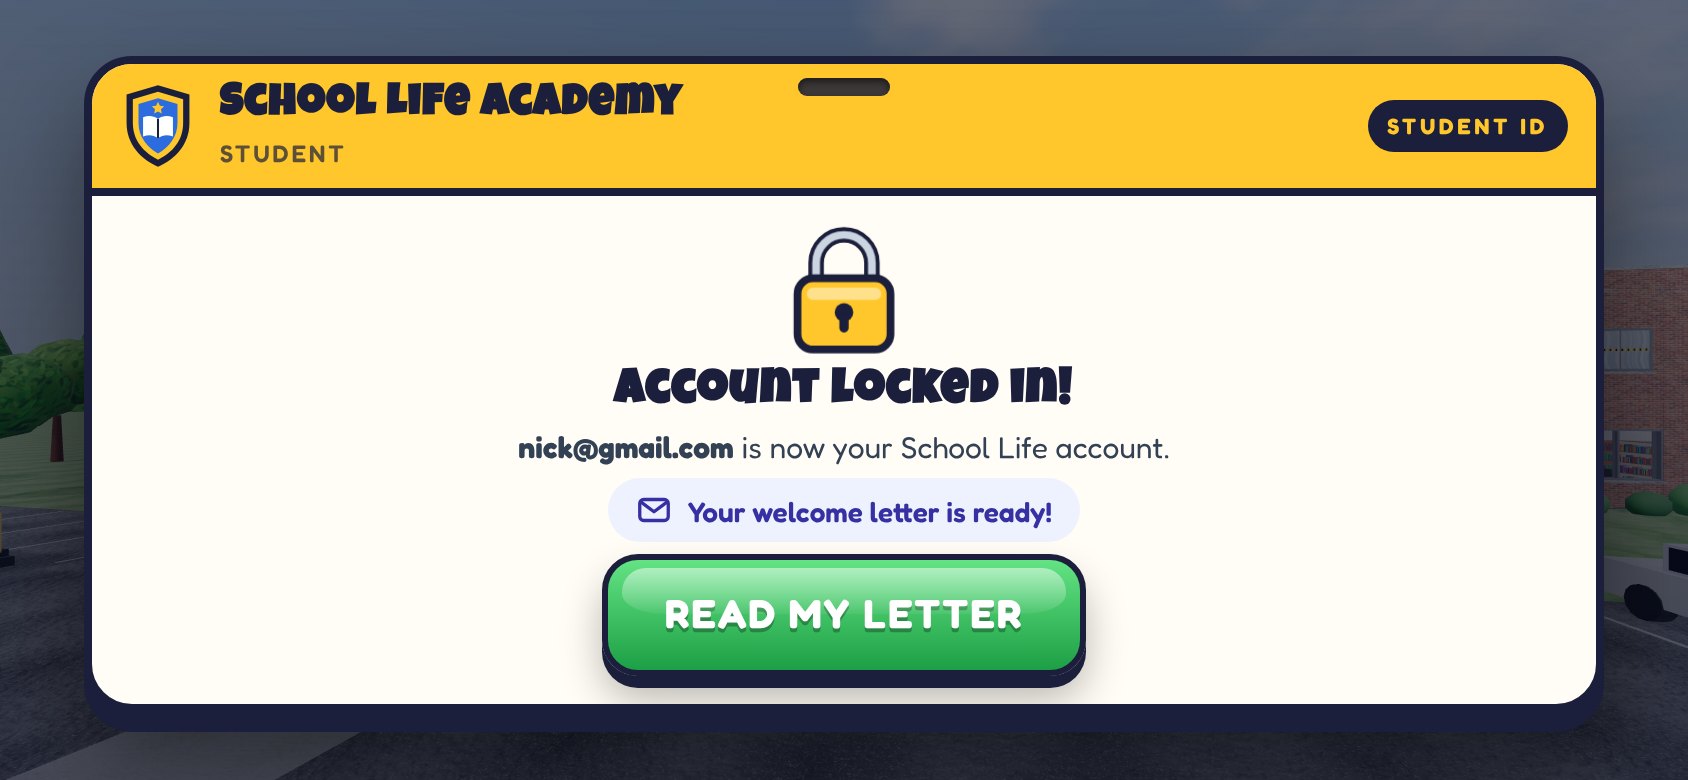 SCHOOL LIFE ACADEMY
STUDENT
STUDENT ID
ACCOUNT LOCKED IN!
nick@gmail.com is now your School Life account.
Your welcome letter is ready!
READ MY LETTER